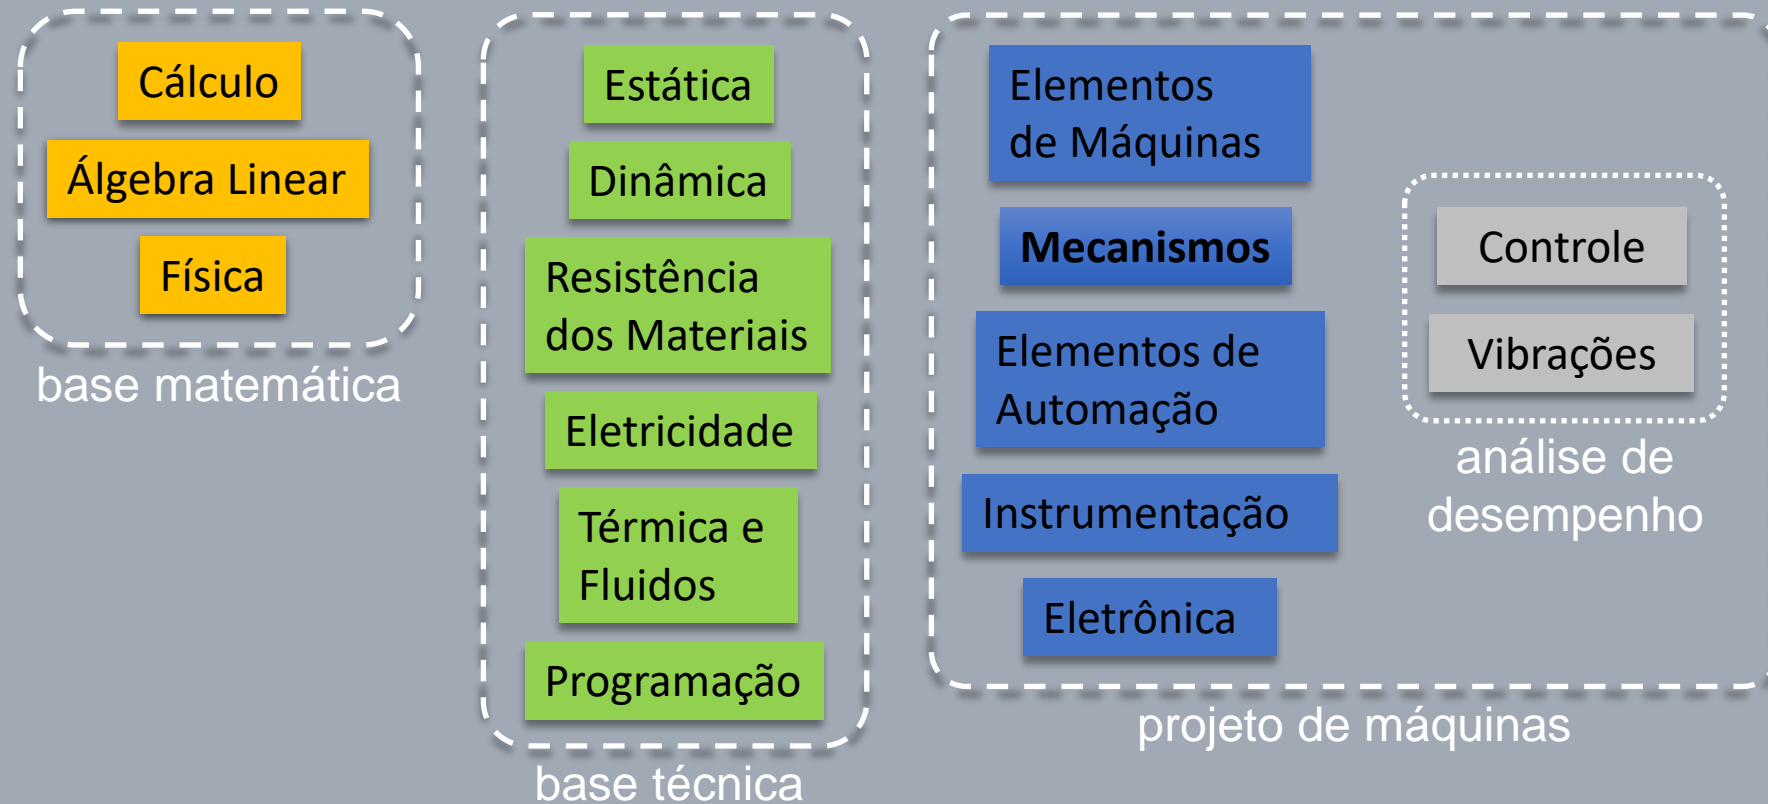 Cálculo
Álgebra Linear
Física
base matemática
Estática
Dinâmica
Resistência
dos Materiais
Eletricidade
Térmica e
Fluidos
Programação
base técnica
Elementos
de Máquinas
Mecanismos
Elementos de
Automação
Instrumentação
Eletrônica
Controle
Vibrações
análise de
desempenho
projeto de máquinas